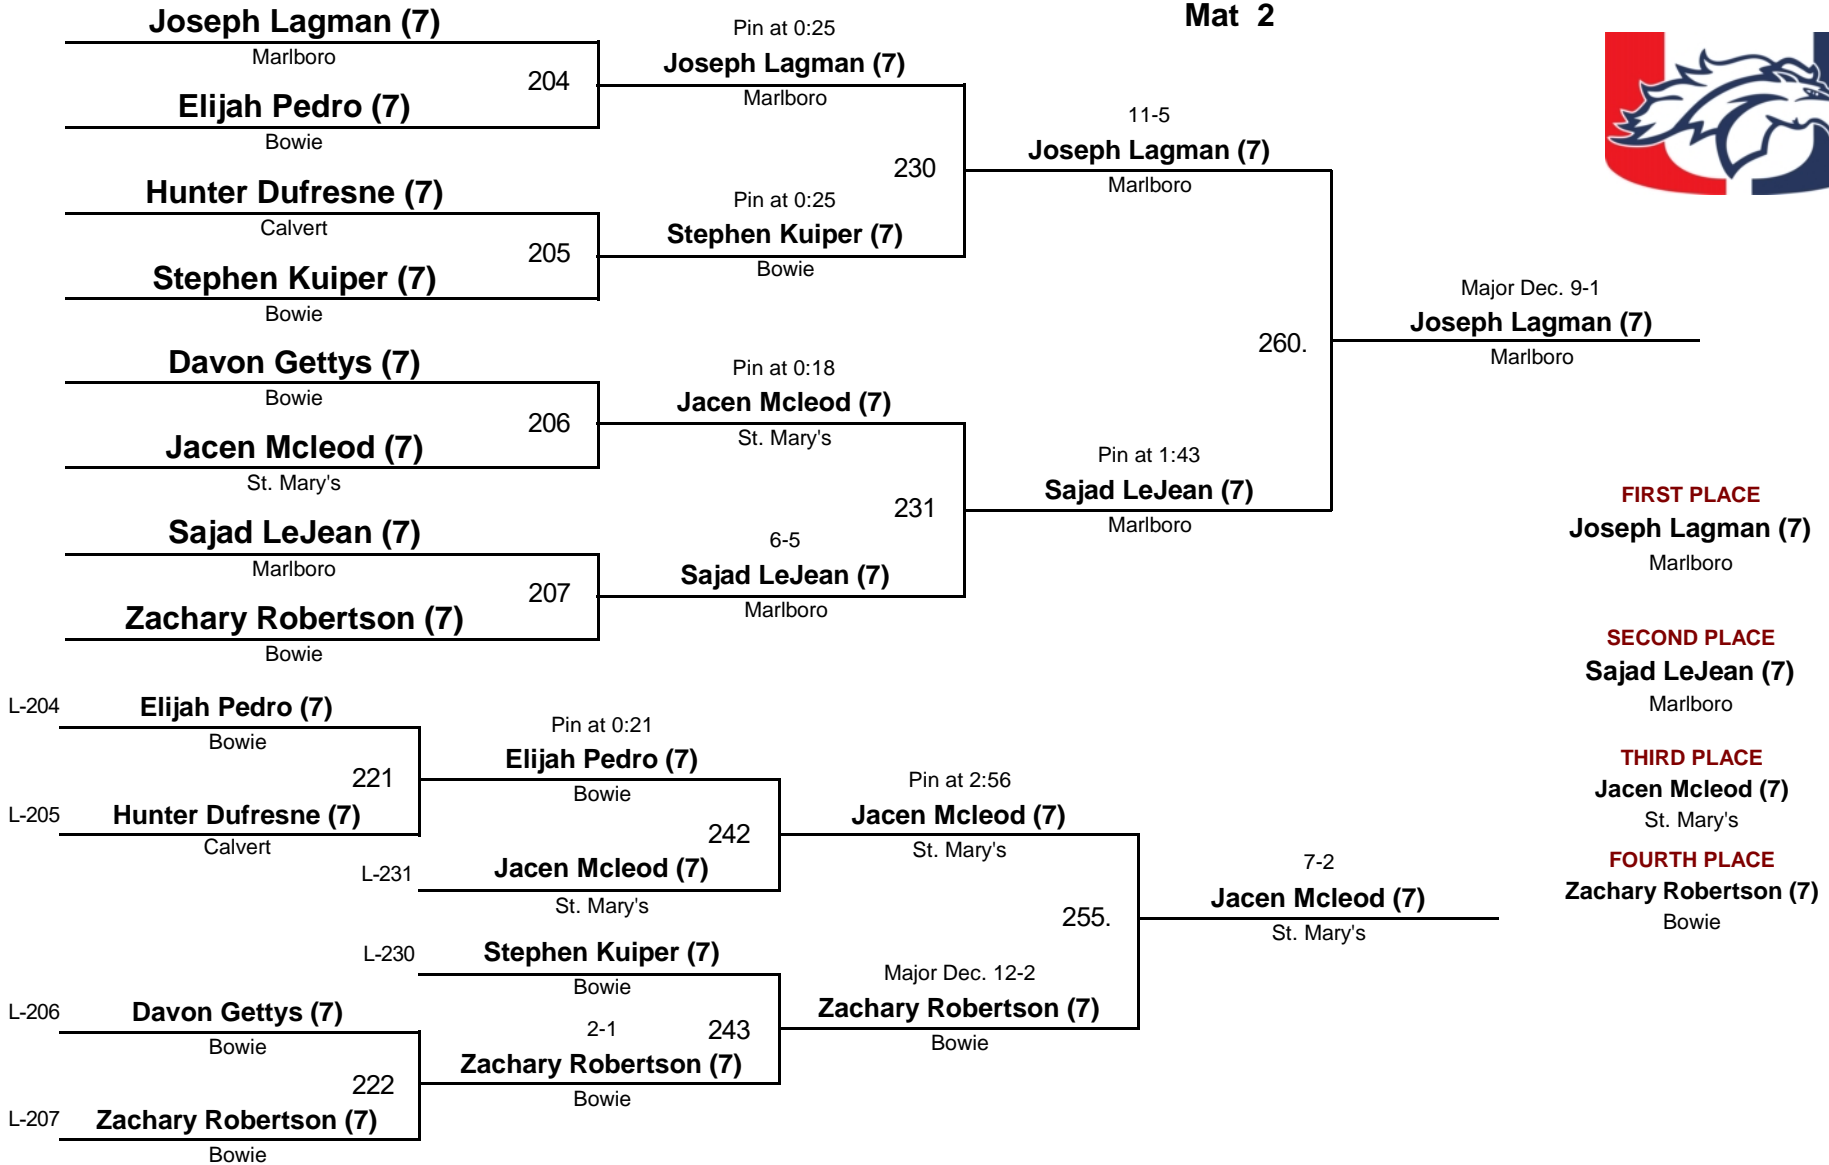 Mat 2
Joseph Lagman (7)
Marlboro
204
Elijah Pedro (7)
Bowie
Hunter Dufresne (7)
Calvert
205
Stephen Kuiper (7)
Bowie
Davon Gettys (7)
Bowie
206
Jacen Mcleod (7)
St. Mary's
Sajad LeJean (7)
Marlboro
207
Zachary Robertson (7)
Bowie
Pin at 0:25
Joseph Lagman (7)
Marlboro
230
Pin at 0:25
Stephen Kuiper (7)
Bowie
Pin at 0:18
Jacen Mcleod (7)
St. Mary's
231
6-5
Sajad LeJean (7)
Marlboro
11-5
Joseph Lagman (7)
Marlboro
260.
Pin at 1:43
Sajad LeJean (7)
Marlboro
Major Dec. 9-1
Joseph Lagman (7)
Marlboro
FIRST PLACE
Joseph Lagman (7)
Marlboro
SECOND PLACE
Sajad LeJean (7)
Marlboro
THIRD PLACE
Jacen Mcleod (7)
St. Mary's
FOURTH PLACE
Zachary Robertson (7)
Bowie
L-204
Elijah Pedro (7)
Bowie
221
L-205
Hunter Dufresne (7)
Calvert
L-206
Davon Gettys (7)
Bowie
222
L-207
Zachary Robertson (7)
Bowie
Pin at 0:21
Elijah Pedro (7)
Bowie
242
L-231
Jacen Mcleod (7)
St. Mary's
L-230
Stephen Kuiper (7)
Bowie
243
2-1
Zachary Robertson (7)
Bowie
Pin at 2:56
Jacen Mcleod (7)
St. Mary's
255.
Major Dec. 12-2
Zachary Robertson (7)
Bowie
7-2
Jacen Mcleod (7)
St. Mary's